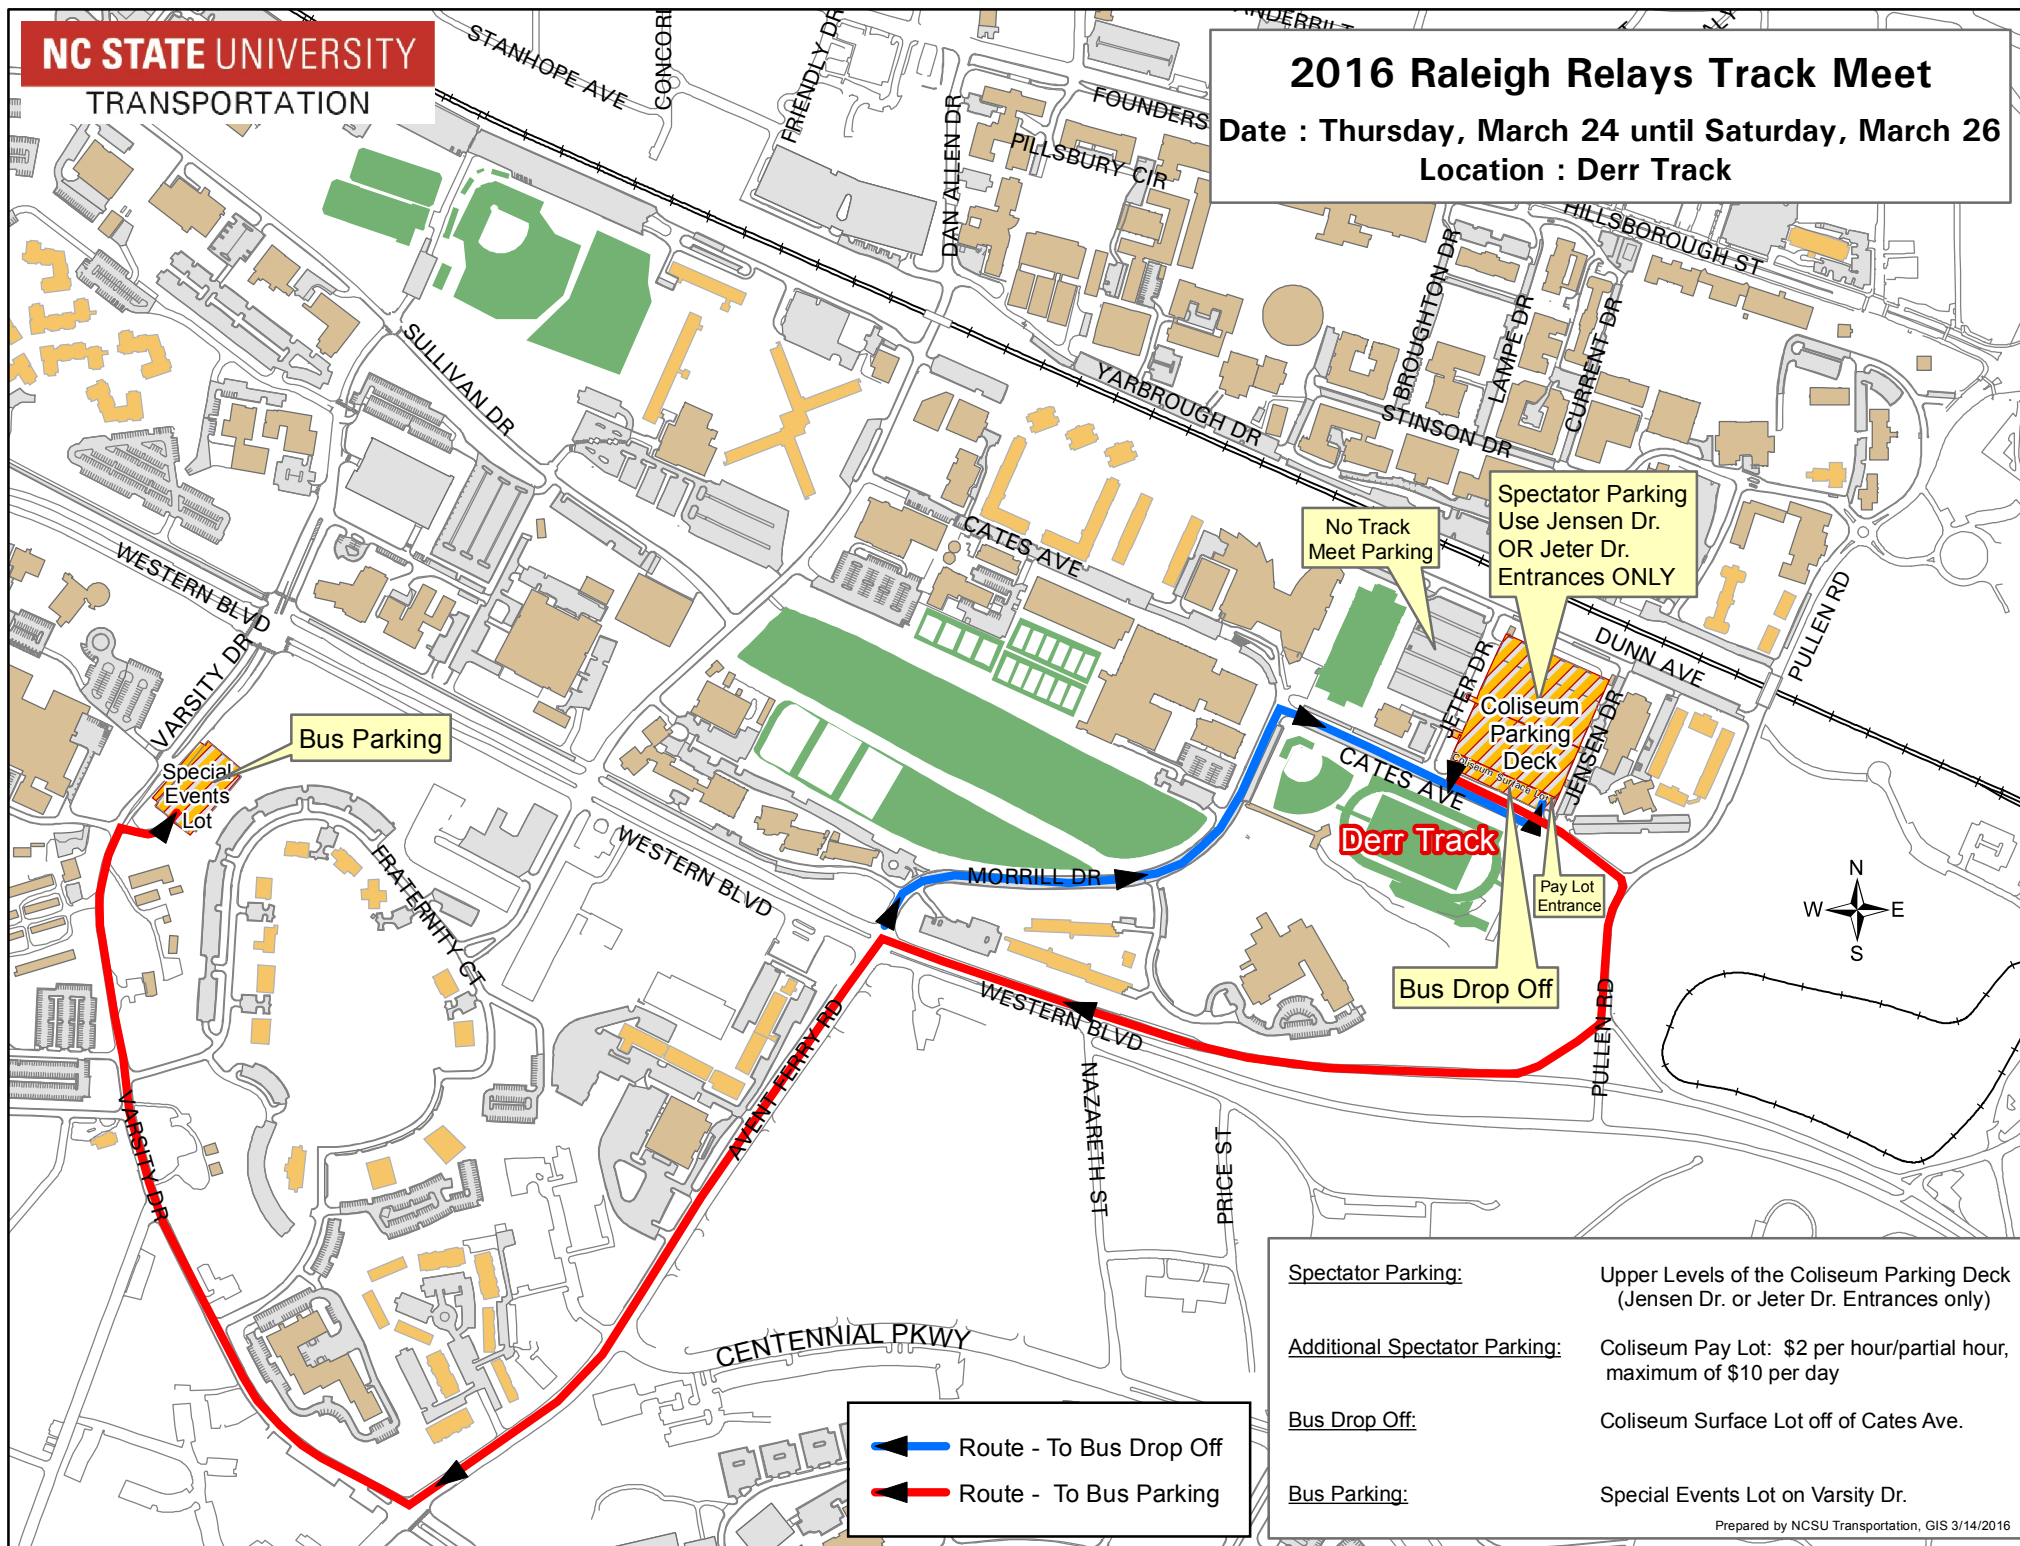 NC STATE UNIVERSITY
TRANSPORTATION
2016 Raleigh Relays Track Meet
Date : Thursday, March 24 until Saturday, March 26
Location : Derr Track
STANHOPE AVE
FRIENDLY DR
DAN ALLEN DR
FOUNDERS
PILLSBURY CIR
HILLSBOROUGH ST
BROUGHTON DR
LAMPE DR
CURRENT DR
SULLIVAN DR
YARBROUGH DR
STINSON DR
Spectator Parking
Use Jensen Dr.
OR Jeter Dr.
Entrances ONLY
No Track
Meet Parking
CATES AVE
WESTERN BLVD
VARSITY DR
DUNN AVE
PULLEN RD
JETER DR
JENSEN DR
Coliseum
Parking
Deck
Coliseum Surface Lot
Bus Parking
Special
Events
Lot
CATES AVE
Derr Track
WESTERN BLVD
FRATERNITY CT
MORRILL DR
Pay Lot
Entrance
Bus Drop Off
N
W
E
S
WESTERN BLVD
AVENT FERRY RD
PULLEN RD
NAZARETH ST
PRICE ST
VARSITY DR
CENTENNIAL PKWY
Route - To Bus Drop Off
Route - To Bus Parking
Spectator Parking: Upper Levels of the Coliseum Parking Deck
(Jensen Dr. or Jeter Dr. Entrances only)
Additional Spectator Parking: Coliseum Pay Lot: $2 per hour/partial hour,
maximum of $10 per day
Bus Drop Off: Coliseum Surface Lot off of Cates Ave.
Bus Parking: Special Events Lot on Varsity Dr.
Prepared by NCSU Transportation, GIS 3/14/2016